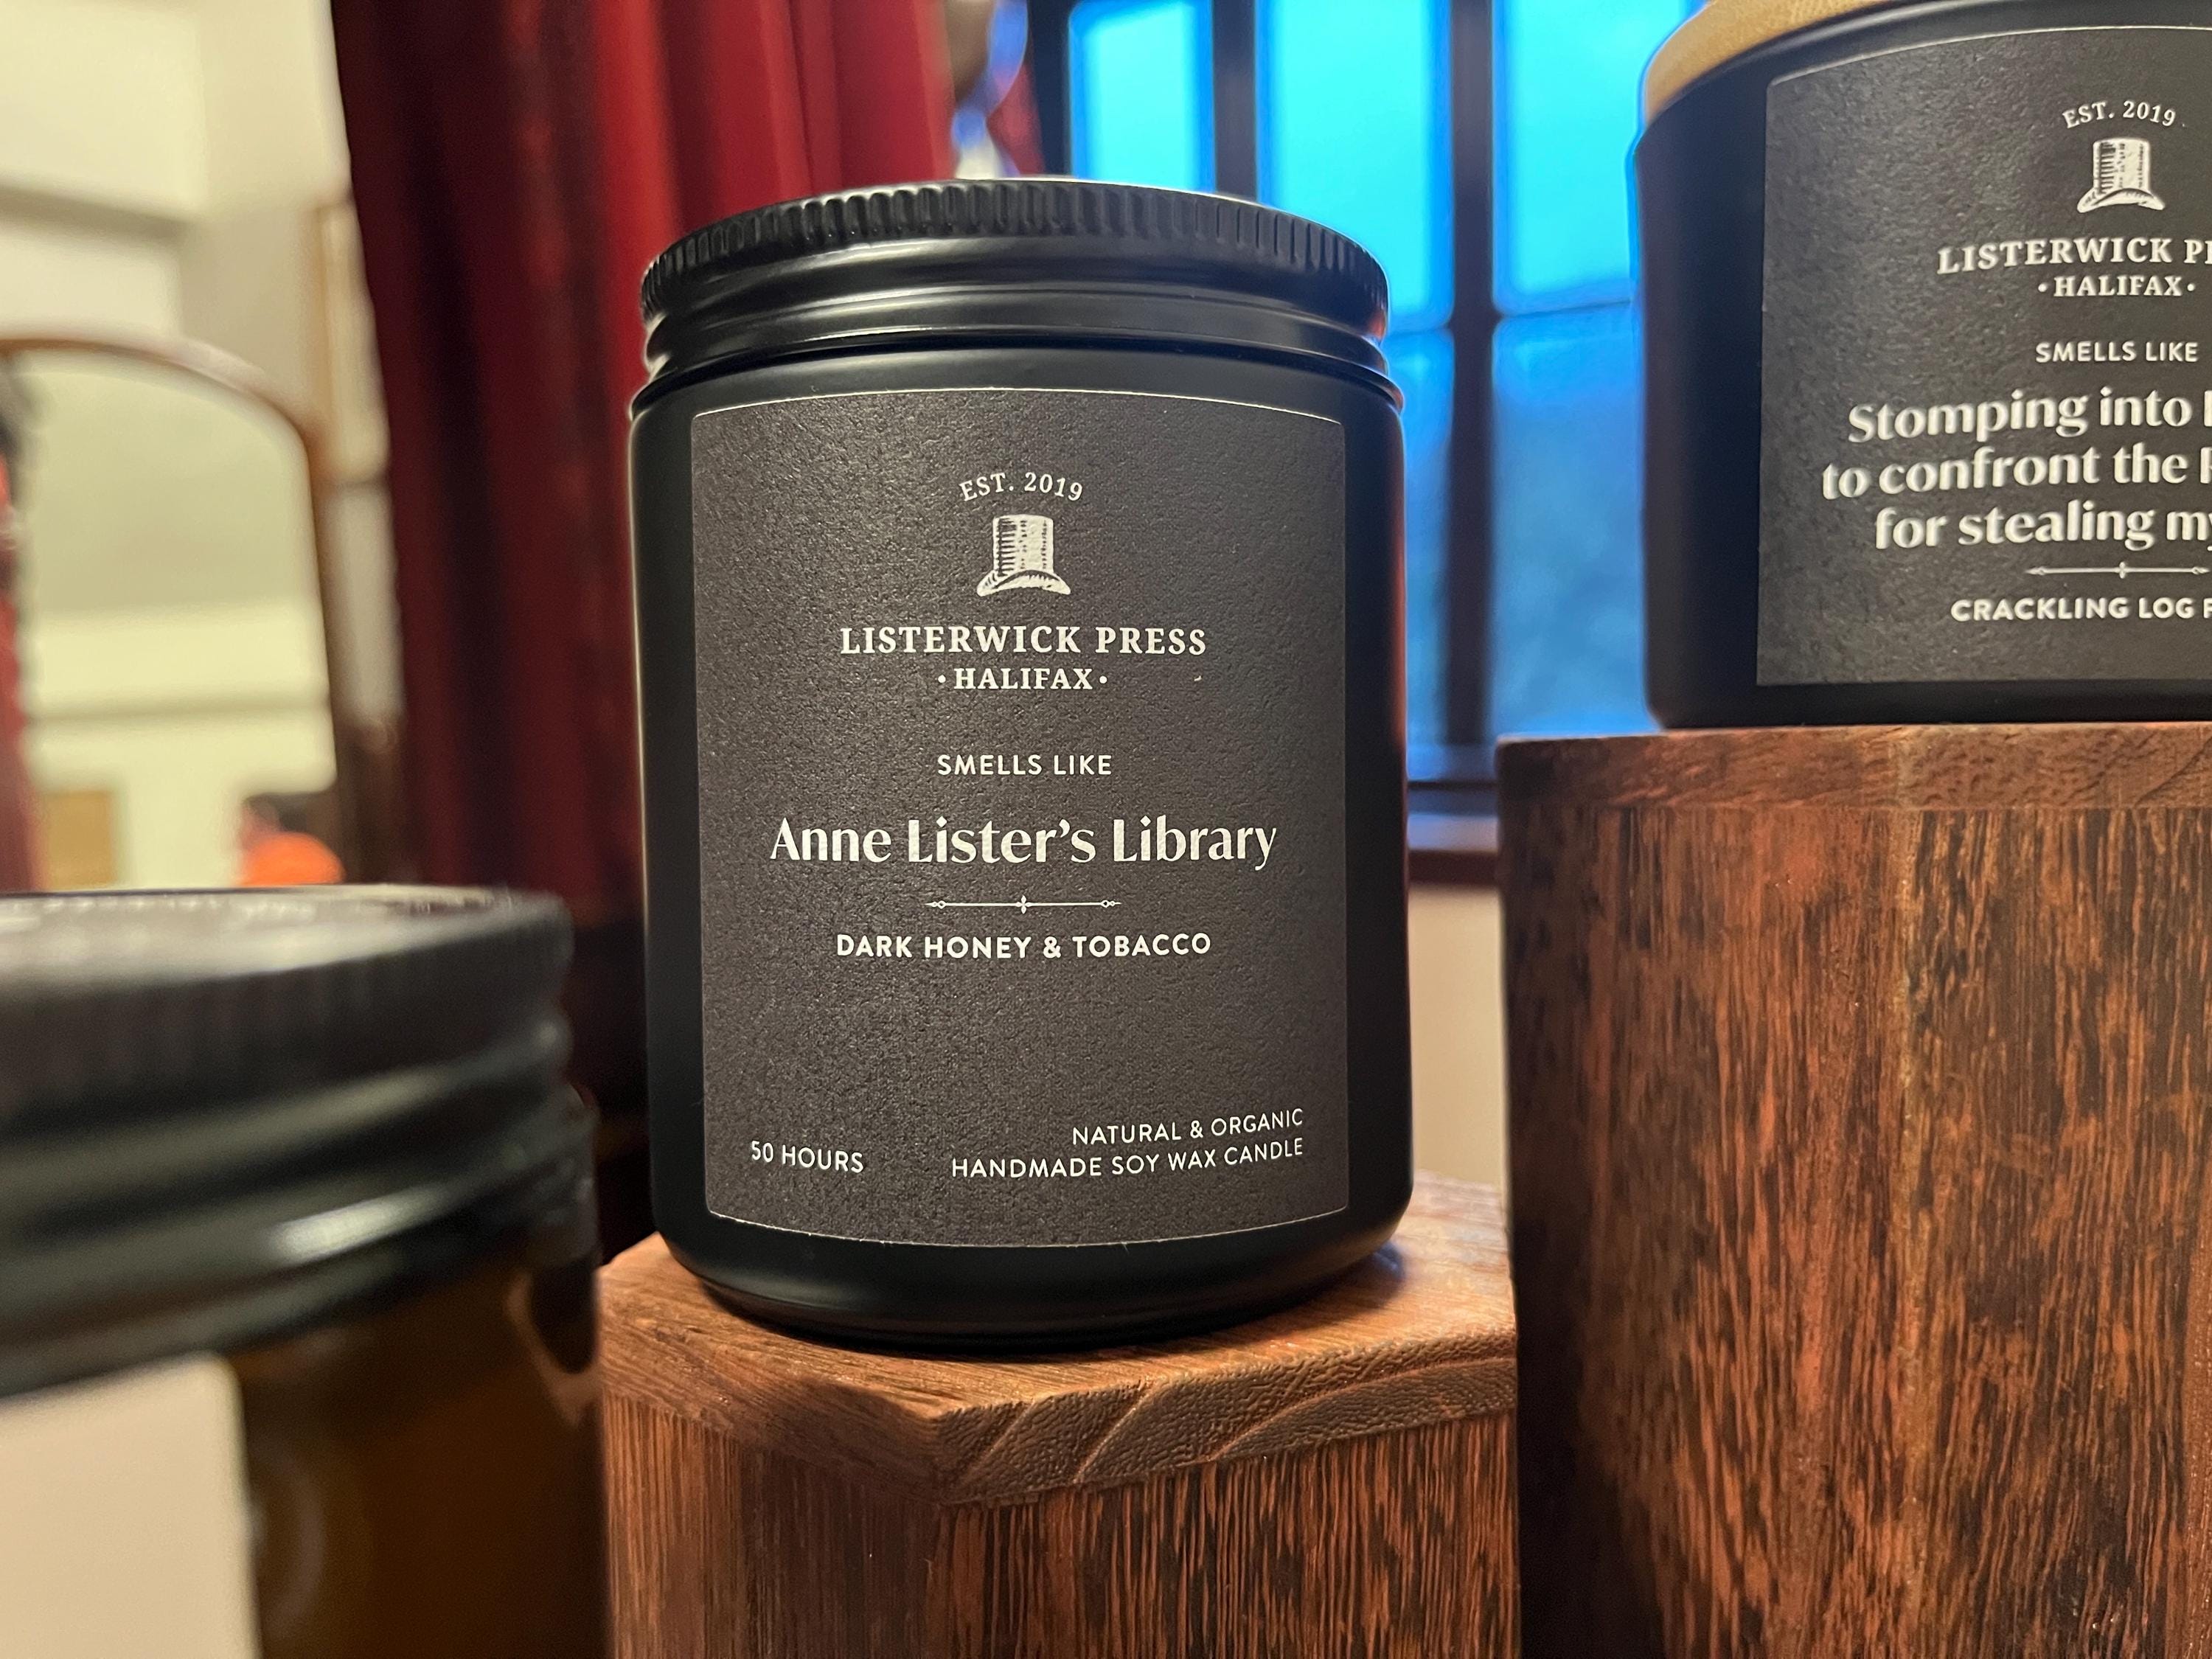 EST. 2019
LISTERWICK PRESS
· HALIFAX ·
SMELLS LIKE
Anne Lister's Library
DARK HONEY & TOBACCO
50 HOURS
NATURAL & ORGANIC
HANDMADE SOY WAX CANDLE
EST. 2019
LISTERWICK
· HALIFAX ·
SMELLS LIKE
Stomping into
to confront the
for stealing
CRACKLING LOG